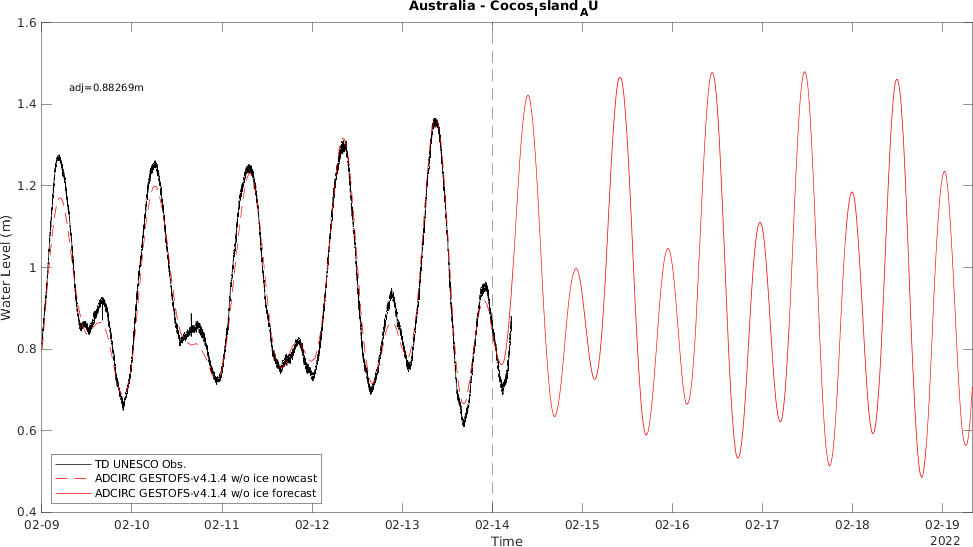 Australia - Cocos_Island_AU
1.6
adj=0.88269m
1.4
1.2
1
0.8
0.6
0.4
Water Level (m)
TD UNESCO Obs.
ADCIRC GESTOFS-v4.1.4 w/o ice nowcast
ADCIRC GESTOFS-v4.1.4 w/o ice forecast
02-09 02-10 02-11 02-12 02-13 02-14 02-15 02-16 02-17 02-18 02-19
Time
2022